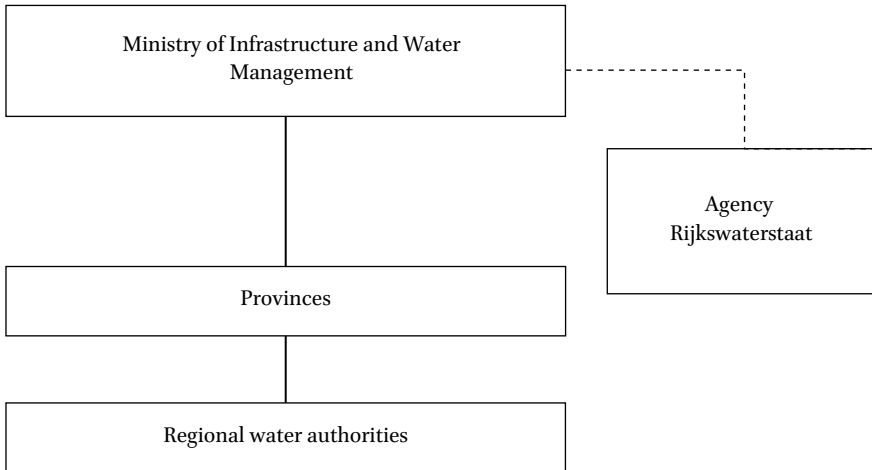 Ministry of Infrastructure and Water
Management
Agency
Rijkswaterstaat
Provinces
Regional water authorities